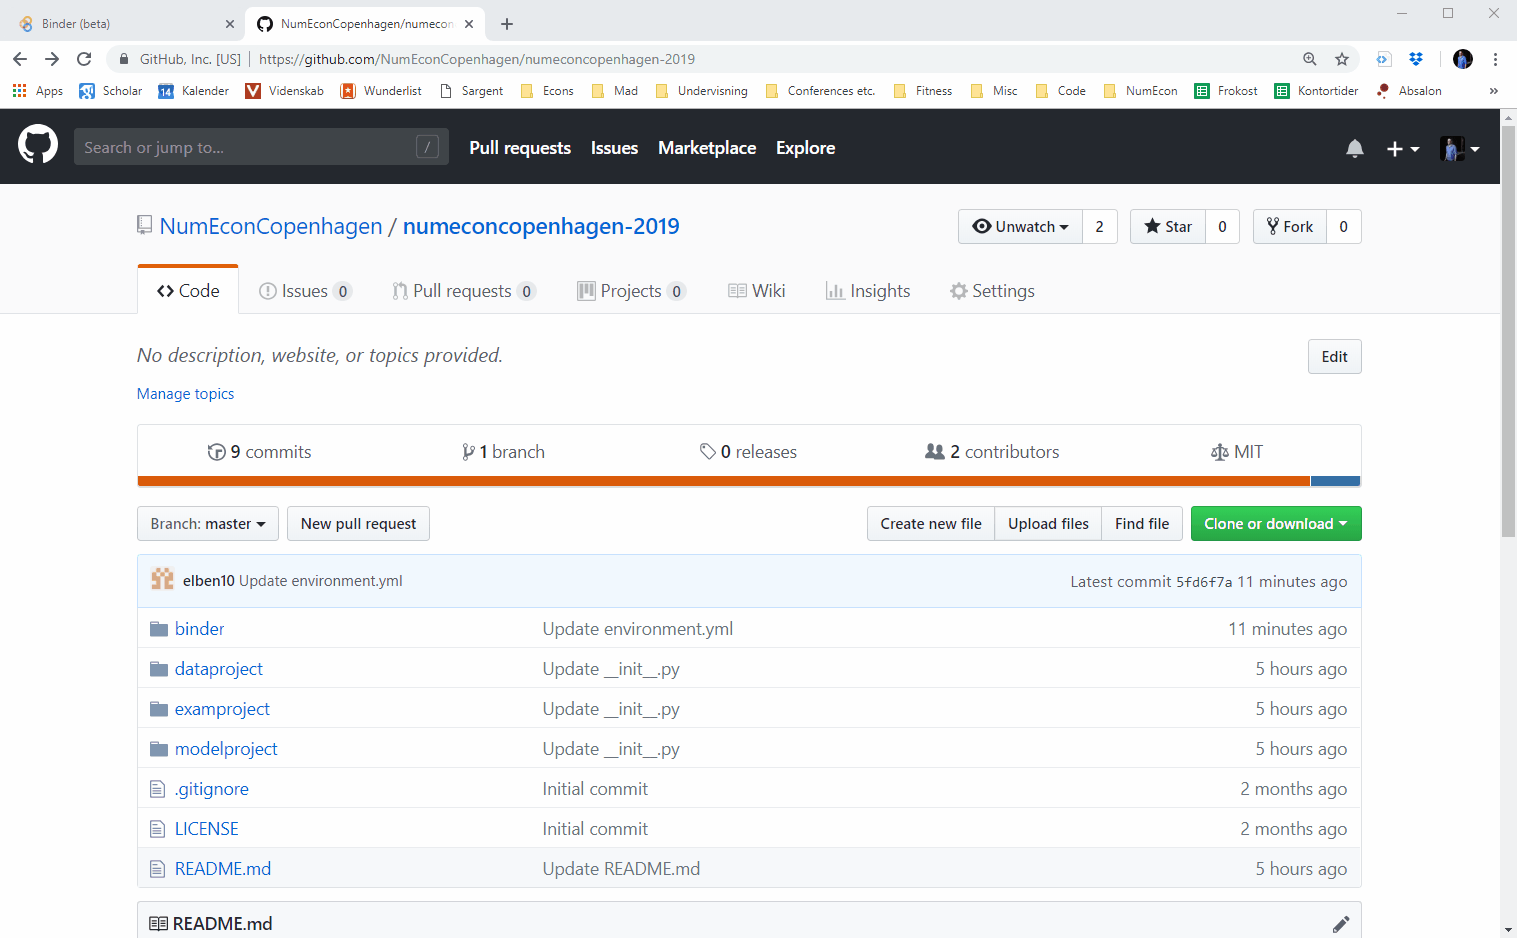 Binder (beta)
NumEconCopenhagen/numecon
GitHub, Inc. [US] https://github.com/NumEconCopenhagen/numeconcopenhagen-2019
Apps Scholar 14 Kalender Videnskab Wunderlist Sargent Econs Mad Undervisning Conferences etc. Fitness Misc Code NumEcon Frokost Kontortider Absalon »
Search or jump to... / Pull requests Issues Marketplace Explore
NumEconCopenhagen / numeconcopenhagen-2019 Unwatch 2 Star 0 Fork 0
<> Code Issues 0 Pull requests 0 Projects 0 Wiki Insights Settings
No description, website, or topics provided. Edit
Manage topics
9 commits 1 branch 0 releases 2 contributors MIT
Branch: master New pull request Create new file Upload files Find file Clone or download
elben10 Update environment.yml Latest commit 5fd6f7a 11 minutes ago
binder Update environment.yml 11 minutes ago
dataproject Update __init__.py 5 hours ago
examproject Update __init__.py 5 hours ago
modelproject Update __init__.py 5 hours ago
.gitignore Initial commit 2 months ago
LICENSE Initial commit 2 months ago
README.md Update README.md 5 hours ago
README.md